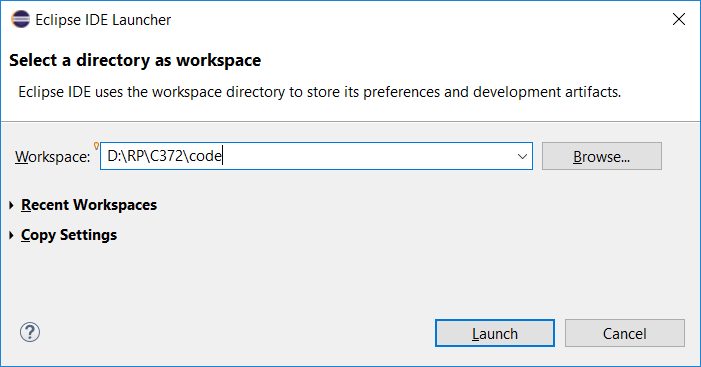 Eclipse IDE Launcher
Select a directory as workspace
Eclipse IDE uses the workspace directory to store its preferences and development artifacts.
Workspace: D:\RP\C372\code Browse...
Recent Workspaces
Copy Settings
? Launch Cancel